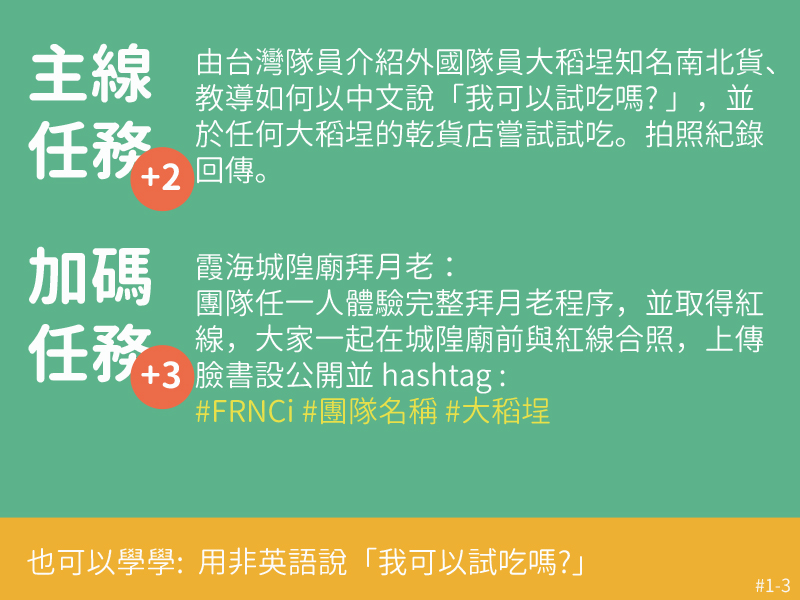 主線
任務
+2
由台灣隊員介紹外國隊員大稻埕知名南北貨、
教導如何以中文說「我可以試吃嗎?」，並
於任何大稻埕的乾貨店嘗試試吃。拍照紀錄
回傳。
加碼
任務
+3
霞海城隍廟拜月老：
團隊任一人體驗完整拜月老程序，並取得紅
線，大家一起在城隍廟前與紅線合照，上傳
臉書設公開並 hashtag :
#FRNCi #團隊名稱 #大稻埕
也可以學學: 用非英語說「我可以試吃嗎?」
#1-3